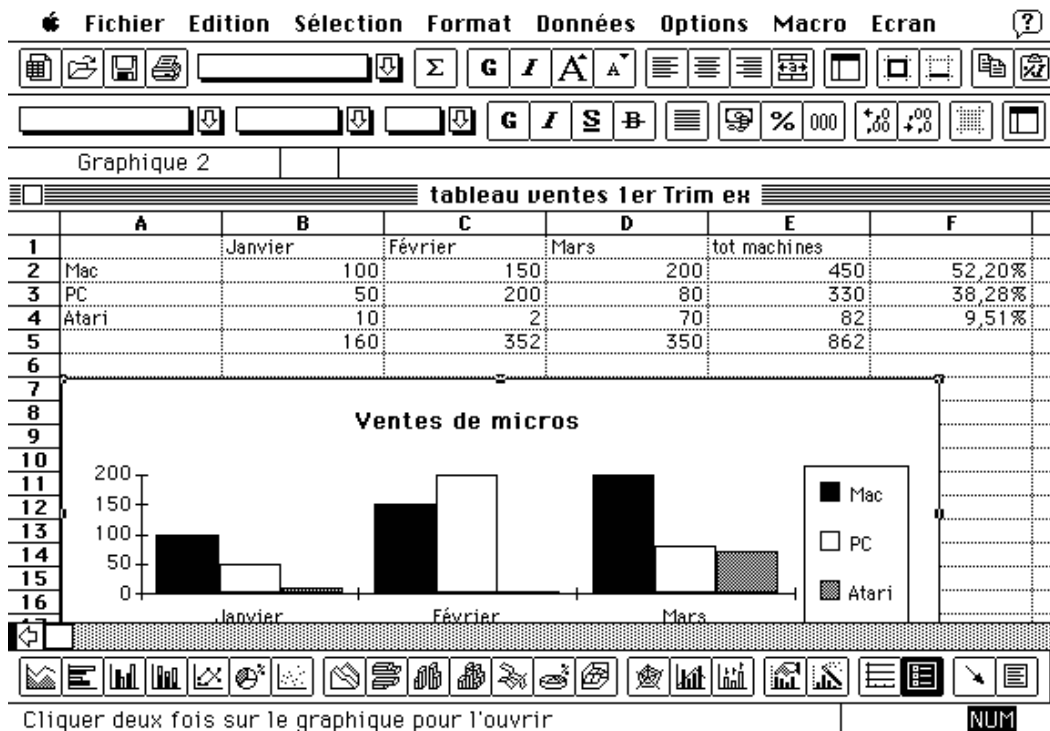 Fichier Edition Sélection Format Données Options Macro Ecran ?
Σ G I A A a
G I S B % 000 ,00 ,00
Graphique 2
tableau ventes 1er Trim ex
A B C D E F
1 Janvier Février Mars tot machines
2 Mac 100 150 200 450 52,20%
3 PC 50 200 80 330 38,28%
4 Atari 10 2 70 82 9,51%
5 160 352 350 862
6
7
8
9
10
11
12
13
14
15
16
Ventes de micros
200
150
100
50
0
Janvier Février Mars
Mac
PC
Atari
Cliquer deux fois sur le graphique pour l'ouvrir NUM